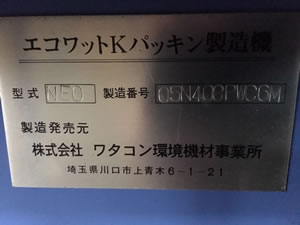 エコワットKパッキン製造機
型式 NEO 製造番号
製造発売元
株式会社 ワタコン環境機材事業所
埼玉県川口市上青木6-1-21